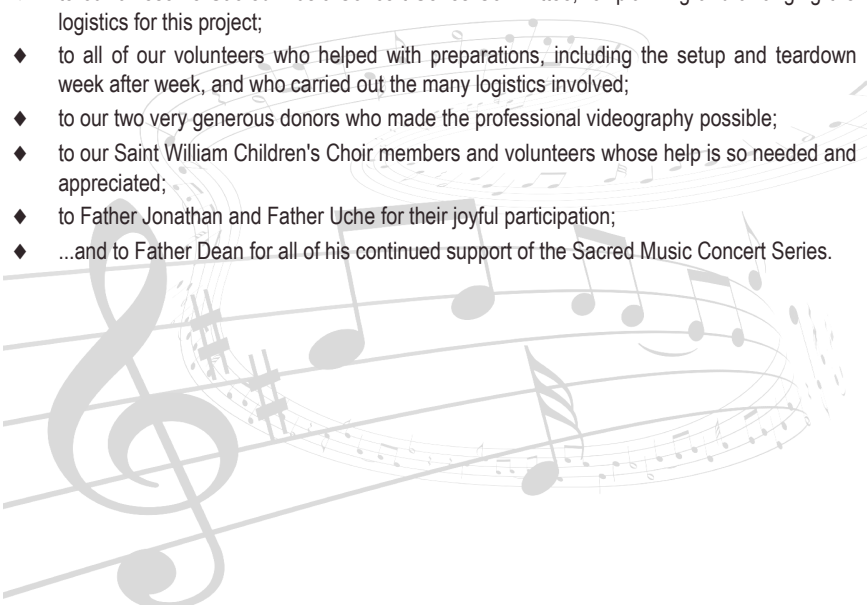 logistics for this project;
♦ to all of our volunteers who helped with preparations, including the setup and teardown
week after week, and who carried out the many logistics involved;
♦ to our two very generous donors who made the professional videography possible;
♦ to our Saint William Children's Choir members and volunteers whose help is so needed and
appreciated;
♦ to Father Jonathan and Father Uche for their joyful participation;
♦ ...and to Father Dean for all of his continued support of the Sacred Music Concert Series.